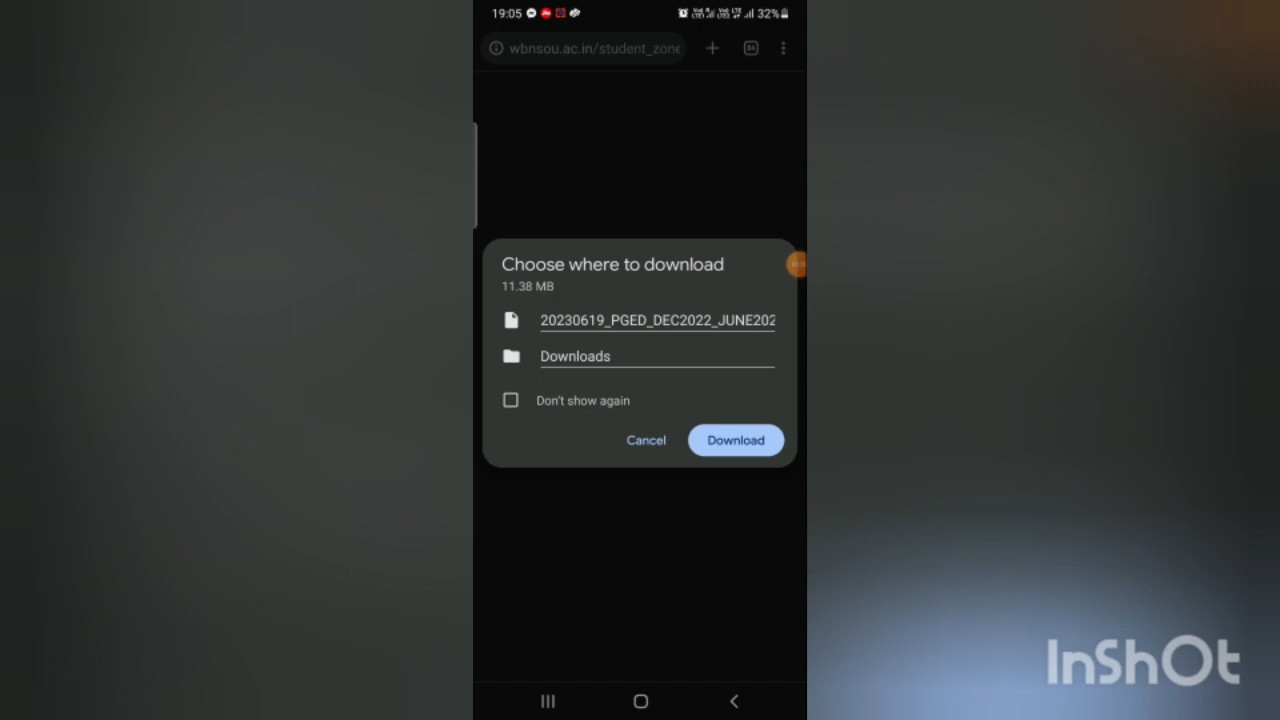 19:05 32%
wbnsou.ac.in/student_zone 84
Choose where to download
11.38 MB
20230619_PGED_DEC2022_JUNE202
Downloads
Don't show again
Cancel Download
InShOt